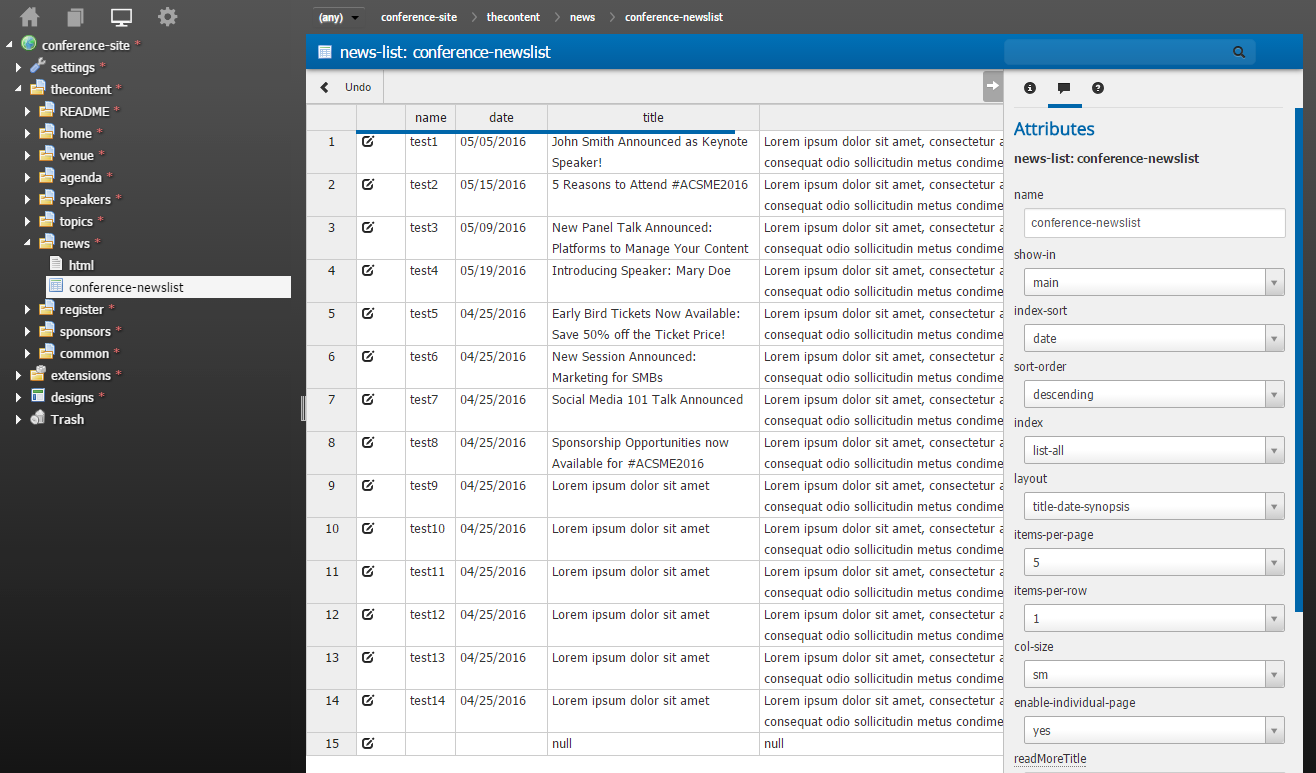 (any) conference-site thecontent news conference-newslist
conference-site *
settings *
thecontent *
README *
home *
venue *
agenda *
speakers *
topics *
news *
html
conference-newslist
register *
sponsors *
common *
extensions *
designs *
Trash
news-list: conference-newslist
Undo
name date title
1 test1 05/05/2016 John Smith Announced as Keynote Lorem ipsum dolor sit amet, consectetur a
Speaker! consequat odio sollicitudin metus condime
2 test2 05/15/2016 5 Reasons to Attend #ACSME2016 Lorem ipsum dolor sit amet, consectetur a
consequat odio sollicitudin metus condime
3 test3 05/09/2016 New Panel Talk Announced: Lorem ipsum dolor sit amet, consectetur a
Platforms to Manage Your Content consequat odio sollicitudin metus condime
4 test4 05/19/2016 Introducing Speaker: Mary Doe Lorem ipsum dolor sit amet, consectetur a
consequat odio sollicitudin metus condime
5 test5 04/25/2016 Early Bird Tickets Now Available: Lorem ipsum dolor sit amet, consectetur a
Save 50% off the Ticket Price! consequat odio sollicitudin metus condime
6 test6 04/25/2016 New Session Announced: Lorem ipsum dolor sit amet, consectetur a
Marketing for SMBs consequat odio sollicitudin metus condime
7 test7 04/25/2016 Social Media 101 Talk Announced Lorem ipsum dolor sit amet, consectetur a
consequat odio sollicitudin metus condime
8 test8 04/25/2016 Sponsorship Opportunities now Lorem ipsum dolor sit amet, consectetur a
Available for #ACSME2016 consequat odio sollicitudin metus condime
9 test9 04/25/2016 Lorem ipsum dolor sit amet Lorem ipsum dolor sit amet, consectetur a
consequat odio sollicitudin metus condime
10 test10 04/25/2016 Lorem ipsum dolor sit amet Lorem ipsum dolor sit amet, consectetur a
consequat odio sollicitudin metus condime
11 test11 04/25/2016 Lorem ipsum dolor sit amet Lorem ipsum dolor sit amet, consectetur a
consequat odio sollicitudin metus condime
12 test12 04/25/2016 Lorem ipsum dolor sit amet Lorem ipsum dolor sit amet, consectetur a
consequat odio sollicitudin metus condime
13 test13 04/25/2016 Lorem ipsum dolor sit amet Lorem ipsum dolor sit amet, consectetur a
consequat odio sollicitudin metus condime
14 test14 04/25/2016 Lorem ipsum dolor sit amet Lorem ipsum dolor sit amet, consectetur a
consequat odio sollicitudin metus condime
15 null null
Attributes
news-list: conference-newslist
name
conference-newslist
show-in
main
index-sort
date
sort-order
descending
index
list-all
layout
title-date-synopsis
items-per-page
5
items-per-row
1
col-size
sm
enable-individual-page
yes
readMoreTitle